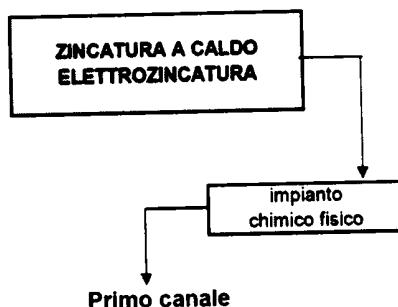 ZINCATURA A CALDO
ELETTROZINCATURA
impianto
chimico fisico
Primo canale